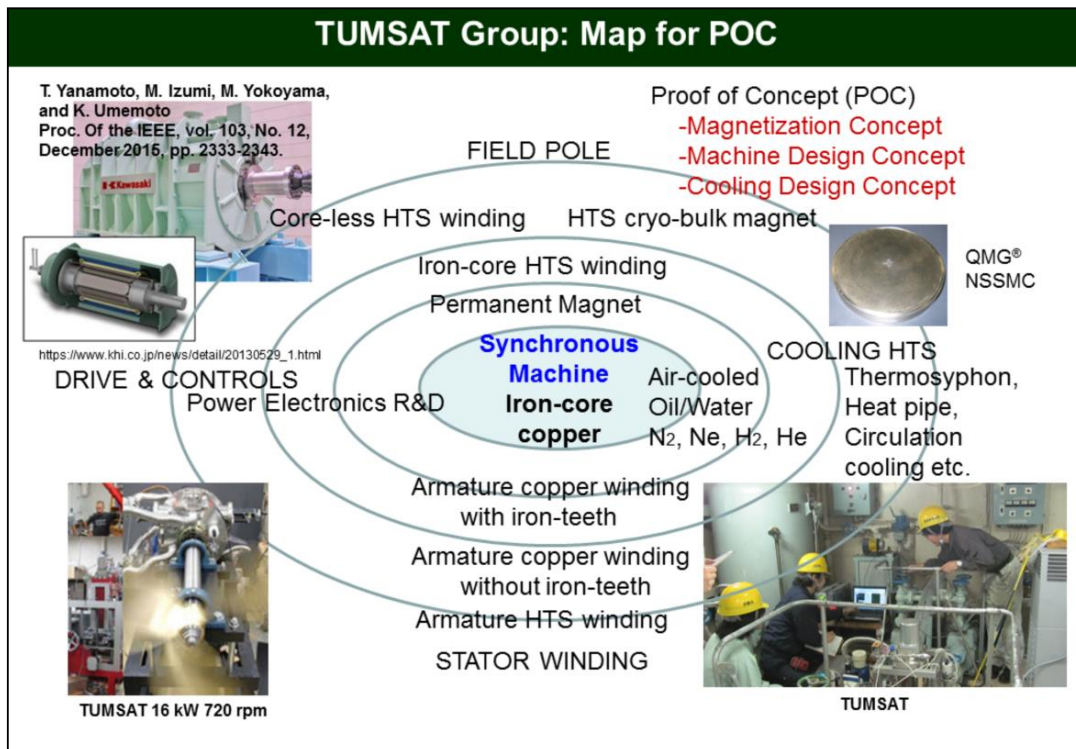 TUMSAT Group: Map for POC
T. Yanamoto, M. Izumi, M. Yokoyama,
and K. Umemoto
Proc. Of the IEEE, vol. 103, No. 12,
December 2015, pp. 2333-2343.
Kawasaki
Proof of Concept (POC)
-Magnetization Concept
-Machine Design Concept
-Cooling Design Concept
FIELD POLE
Core-less HTS winding
HTS cryo-bulk magnet
Iron-core HTS winding
Permanent Magnet
QMG®
NSSMC
https://www.khi.co.jp/news/detail/20130529_1.html
DRIVE & CONTROLS
Power Electronics R&D
Synchronous
Machine
Iron-core
copper
COOLING HTS
Air-cooled
Oil/Water
N2, Ne, H2, He
Thermosyphon,
Heat pipe,
Circulation
cooling etc.
Armature copper winding
with iron-teeth
Armature copper winding
without iron-teeth
Armature HTS winding
STATOR WINDING
TUMSAT 16 kW 720 rpm
TUMSAT